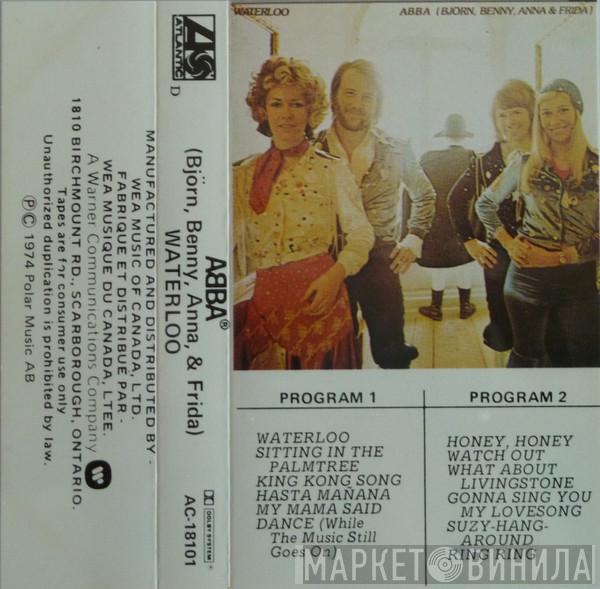 MANUFACTURED AND DISTRIBUTED BY -
WEA MUSIC OF CANADA, LTD.
FABRIQUÉ ET DISTRIBUÉ PAR -
WEA MUSIQUE DU CANADA, LTEE.
A Warner Communications Company
1810 BIRCHMOUNT RD., SCARBOROUGH, ONTARIO.
Tapes are for consumer use only
Unauthorized duplication is prohibited by law.
Ⓟ© 1974 Polar Music AB
ATLANTIC
D
ABBA®
(Björn, Benny, Anna, & Frida)
WATERLOO
DOLBY SYSTEM
AC-18101
WATERLOO
ABBA (BJÖRN, BENNY, ANNA & FRIDA)
PROGRAM 1
WATERLOO
SITTING IN THE
PALMTREE
KING KONG SONG
HASTA MAÑANA
MY MAMA SAID
DANCE (While
The Music Still
Goes On)
PROGRAM 2
HONEY, HONEY
WATCH OUT
WHAT ABOUT
LIVINGSTONE
GONNA SING YOU
MY LOVESONG
SUZY-HANG-
AROUND
RING RING
МАРКЕТ ВИНИЛА